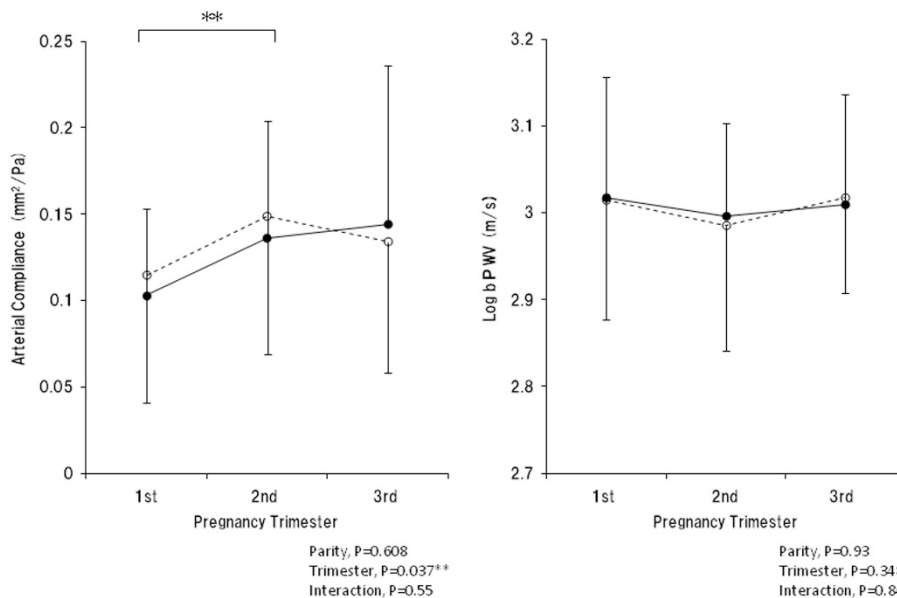 **
0.25
0.2
0.15
0.1
0.05
0
Arterial Compliance (mm²/Pa)
1st 2nd 3rd
Pregnancy Trimester
Parity, P=0.608
Trimester, P=0.037**
Interaction, P=0.55
3.2
3.1
3
2.9
2.8
2.7
Log bPWV (m/s)
1st 2nd 3rd
Pregnancy Trimester
Parity, P=0.93
Trimester, P=0.34
Interaction, P=0.8